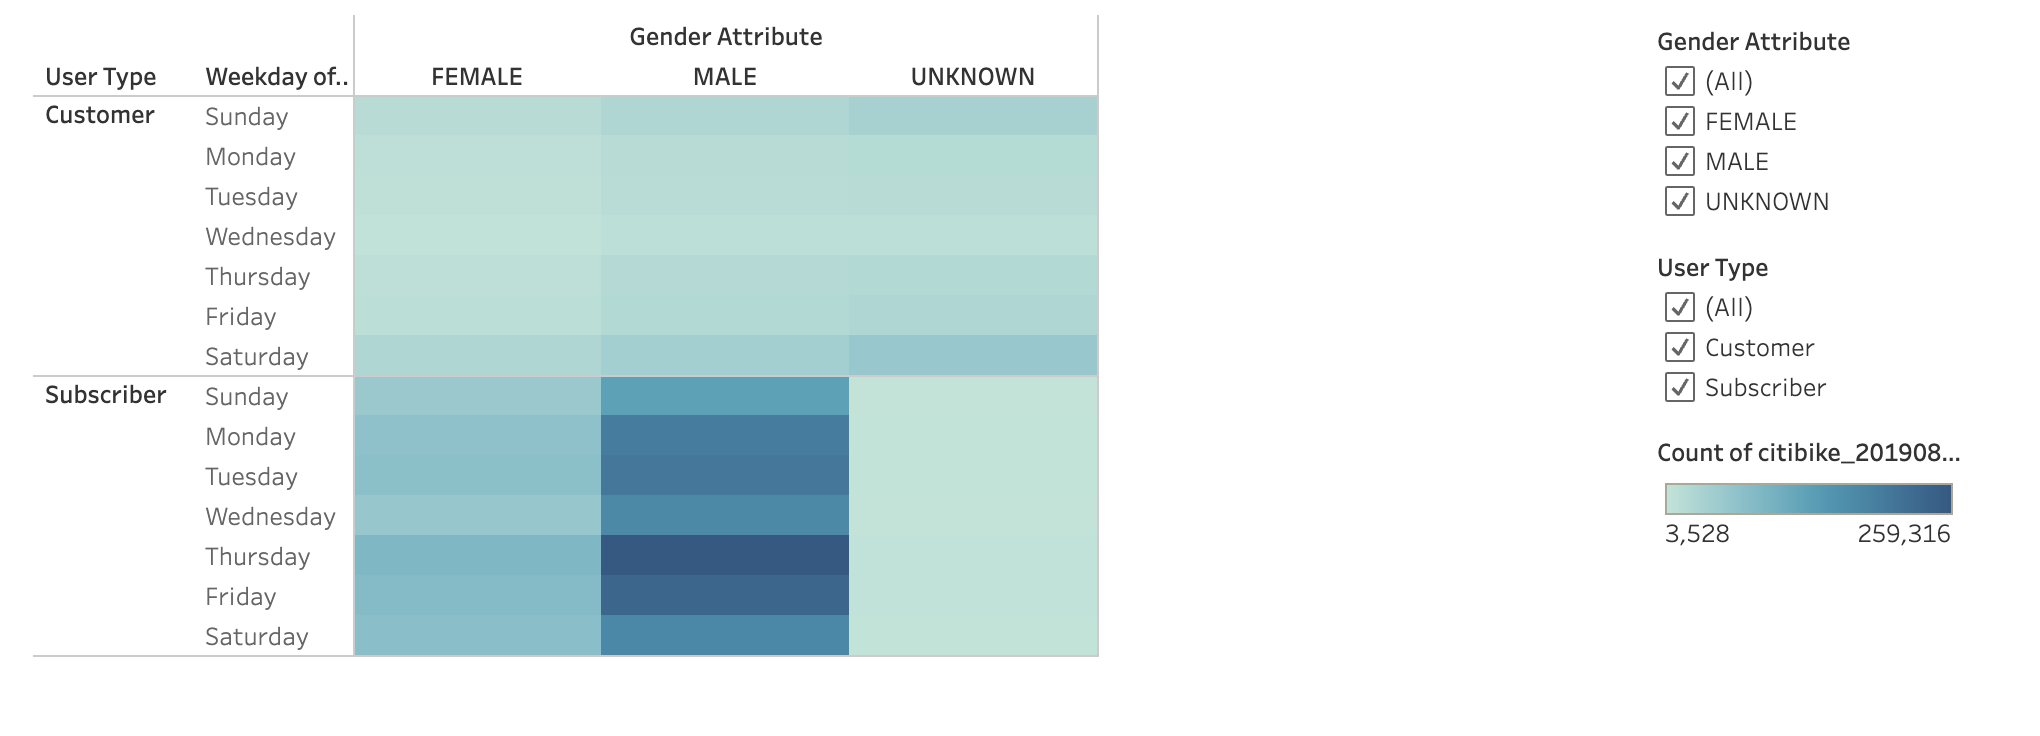 Gender Attribute
User Type Weekday of.. FEMALE MALE UNKNOWN
Customer Sunday
Monday
Tuesday
Wednesday
Thursday
Friday
Saturday
Subscriber Sunday
Monday
Tuesday
Wednesday
Thursday
Friday
Saturday
Gender Attribute
(All)
FEMALE
MALE
UNKNOWN
User Type
(All)
Customer
Subscriber
Count of citibike_201908...
3,528 259,316